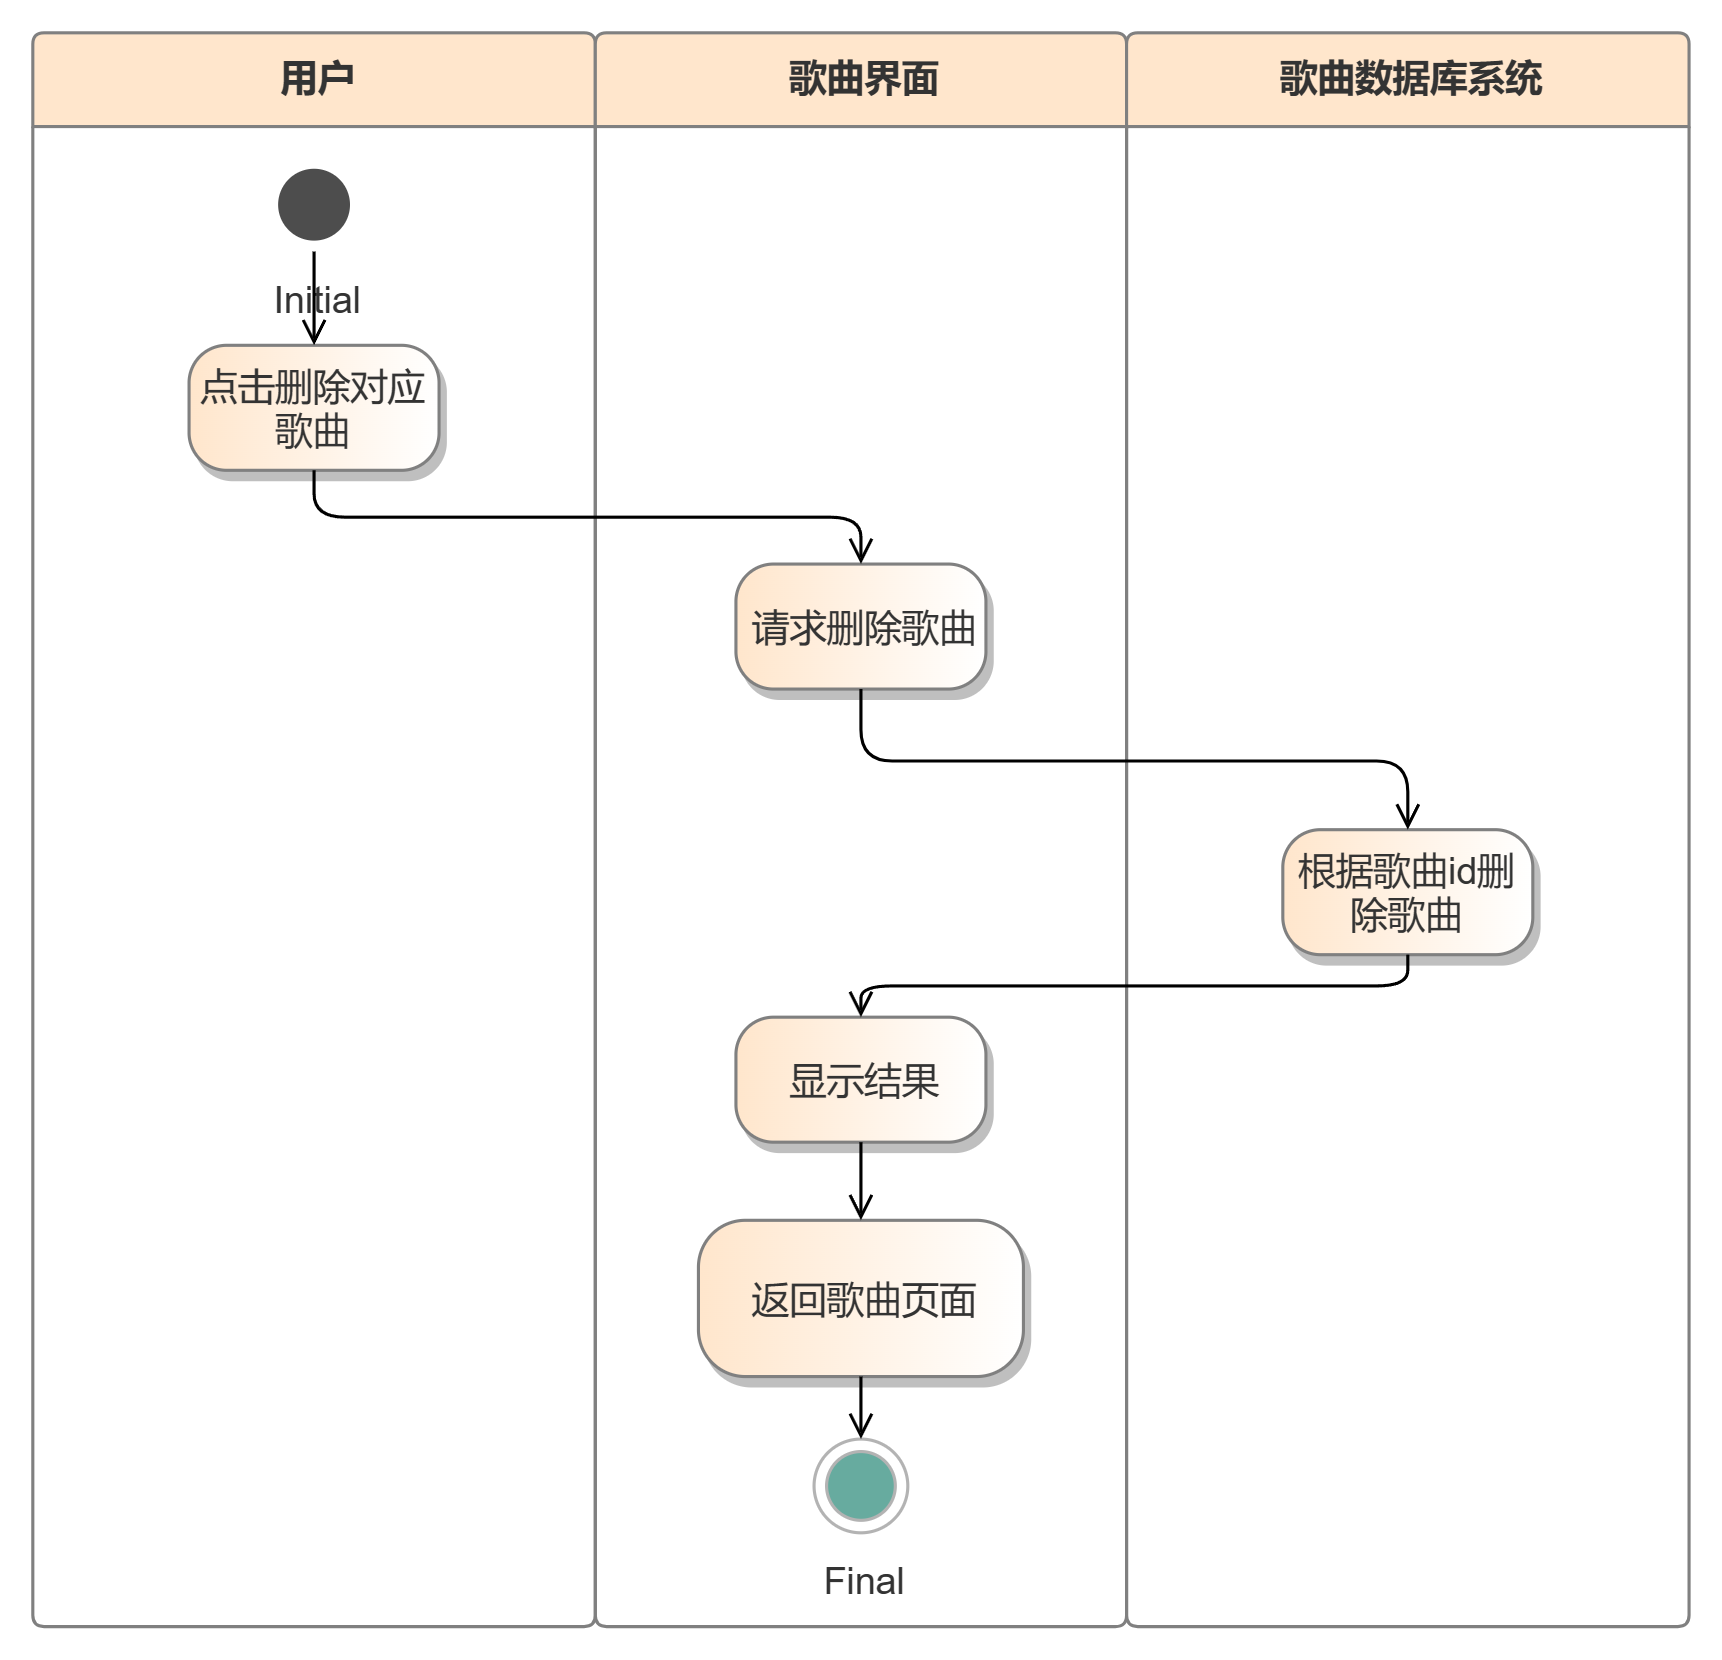 用户
歌曲界面
歌曲数据库系统
Initial
点击删除对应
歌曲
请求删除歌曲
根据歌曲id删
除歌曲
显示结果
返回歌曲页面
Final